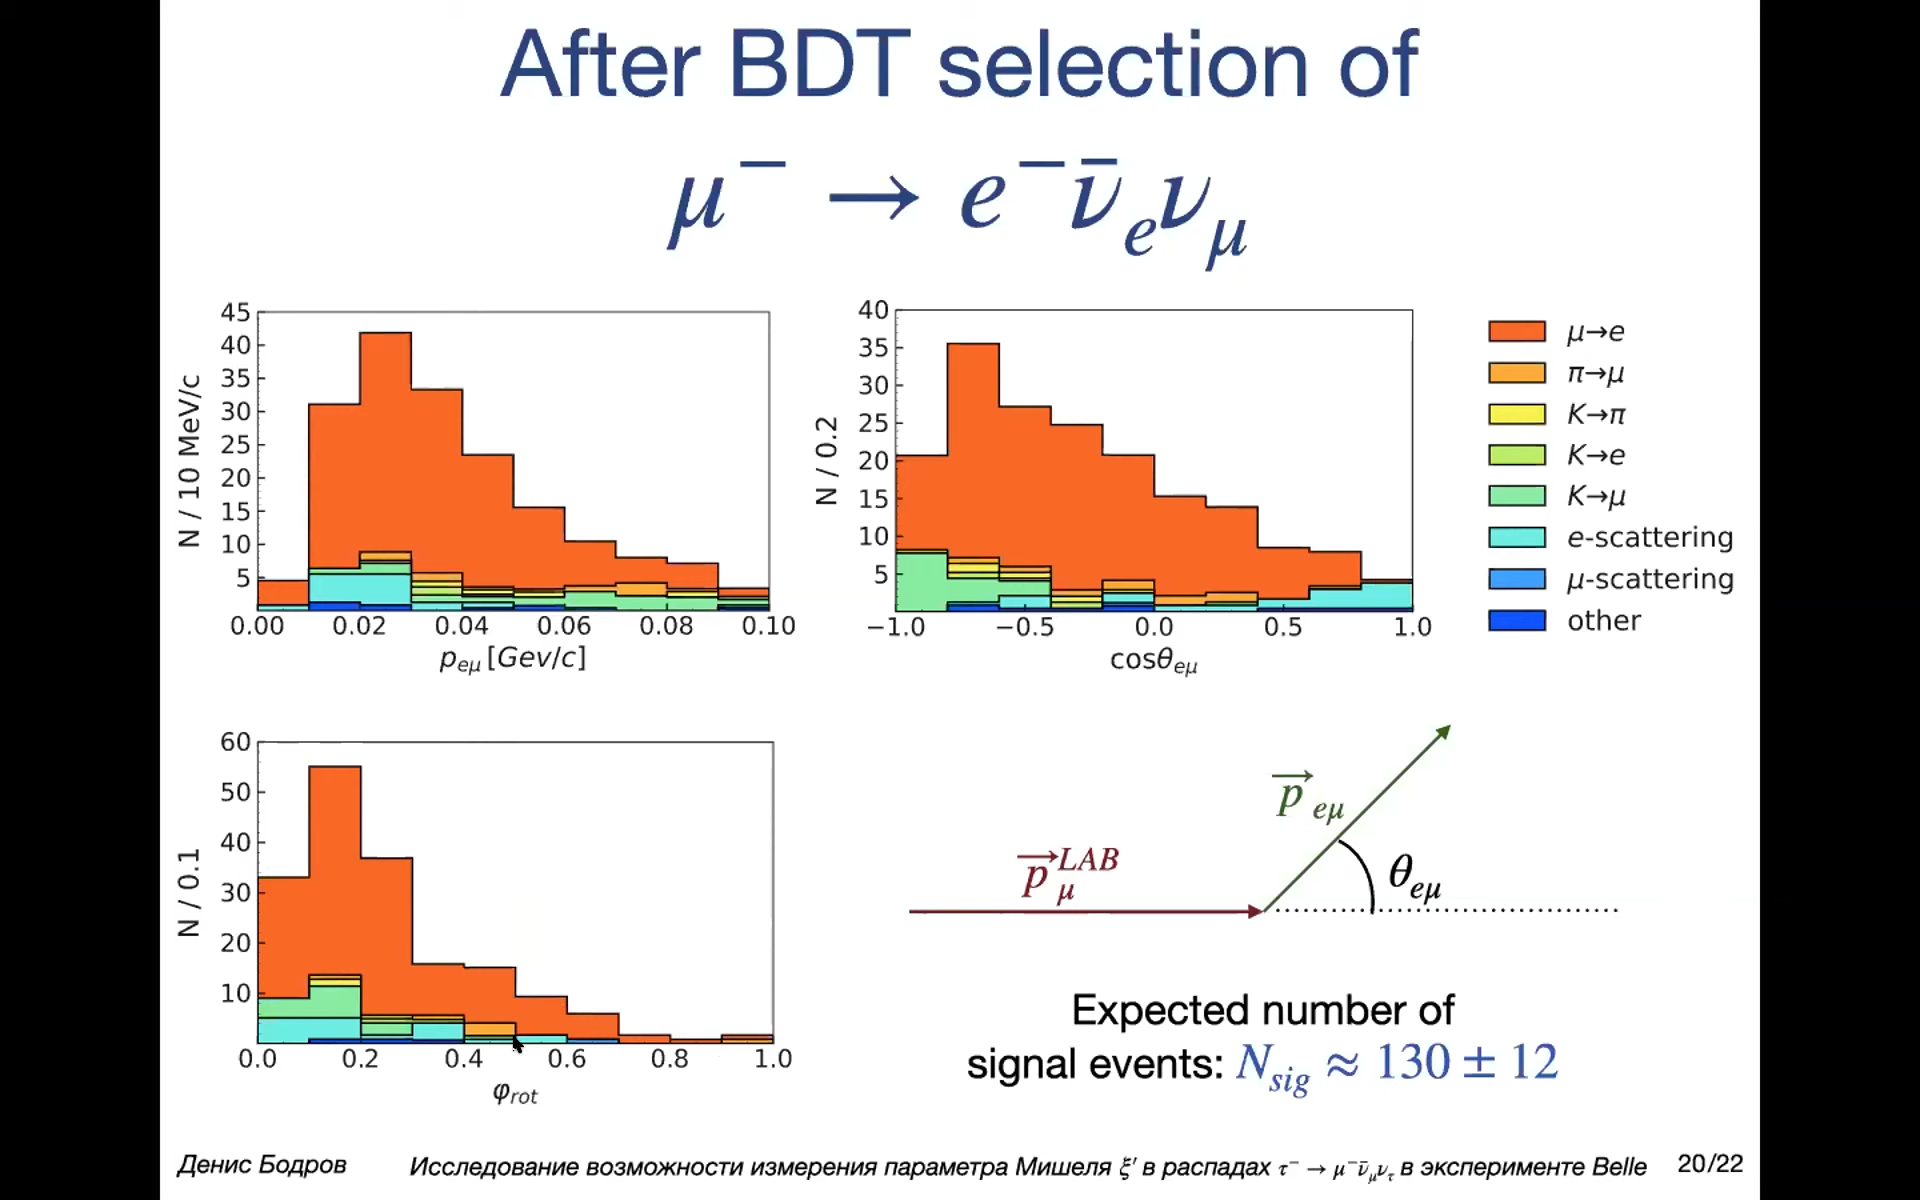 After BDT selection of
μ⁻ → e⁻ν̄ₑν_μ
45
40
35
30
25
20
15
10
5
N / 10 MeV/c
0.00 0.02 0.04 0.06 0.08 0.10
p_eμ [Gev/c]
40
35
30
25
20
15
10
5
N / 0.2
−1.0 −0.5 0.0 0.5 1.0
cosθ_eμ
μ→e
π→μ
K→π
K→e
K→μ
e-scattering
μ-scattering
other
60
50
40
30
20
10
N / 0.1
0.0 0.2 0.4 0.6 0.8 1.0
φ_rot
p⃗_eμ
p⃗_μ^LAB
θ_eμ
Expected number of
signal events: N_sig ≈ 130 ± 12
Денис Бодров Исследование возможности измерения параметра Мишеля ξ′ в распадах τ⁻ → μ⁻ν̄_μν_τ в эксперименте Belle 20/22